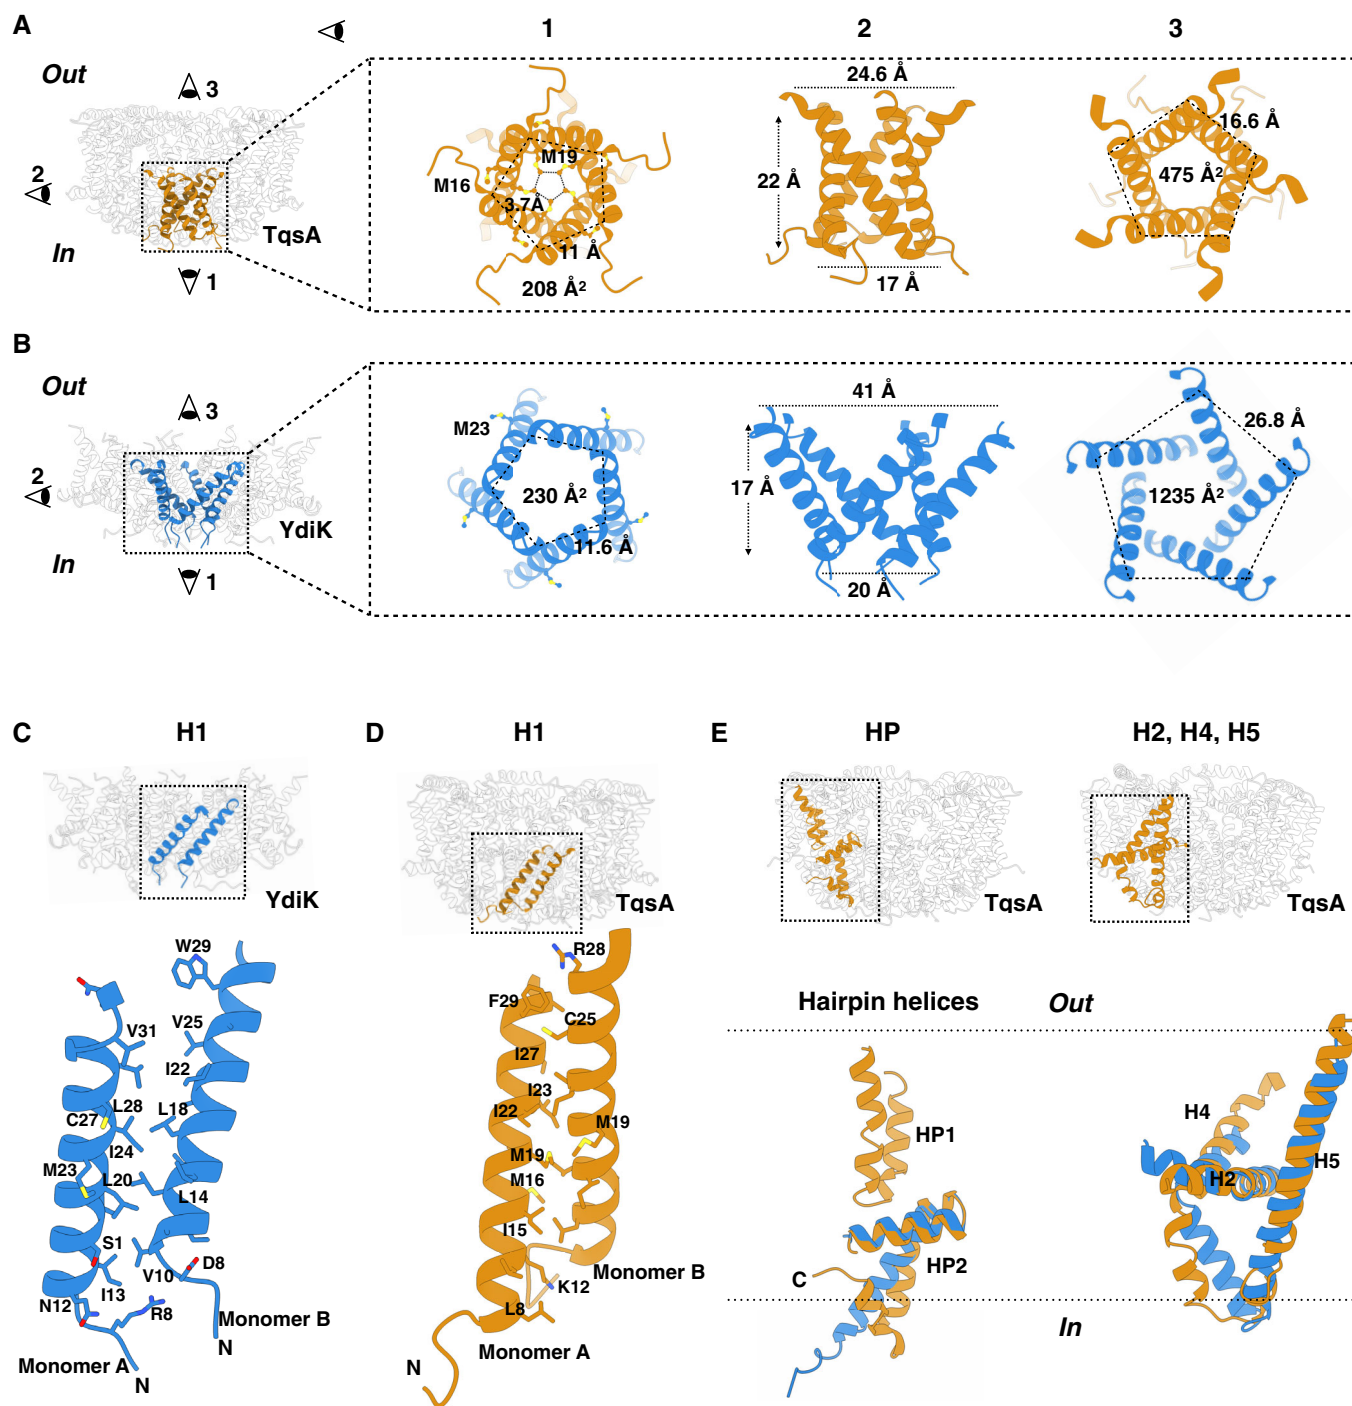 A
1
2
3
Out
3
2
In
1
TqsA
M19
M16
3.7Å
11 Å
208 Å²
24.6 Å
22 Å
17 Å
16.6 Å
475 Å²
B
Out
3
2
In
1
YdiK
M23
230 Å²
11.6 Å
41 Å
17 Å
20 Å
26.8 Å
1235 Å²
C
H1
YdiK
W29
V31
V25
I22
L28
L18
C27
I24
M23
L20
L14
S1
V10
D8
I13
N12
R8
Monomer B
N
Monomer A
N
D
H1
TqsA
R28
F29
C25
I27
I23
I22
M19
M19
M16
I15
Monomer B
K12
L8
Monomer A
N
E
HP
H2, H4, H5
TqsA
TqsA
Hairpin helices
Out
HP1
HP2
C
In
H4
H2
H5